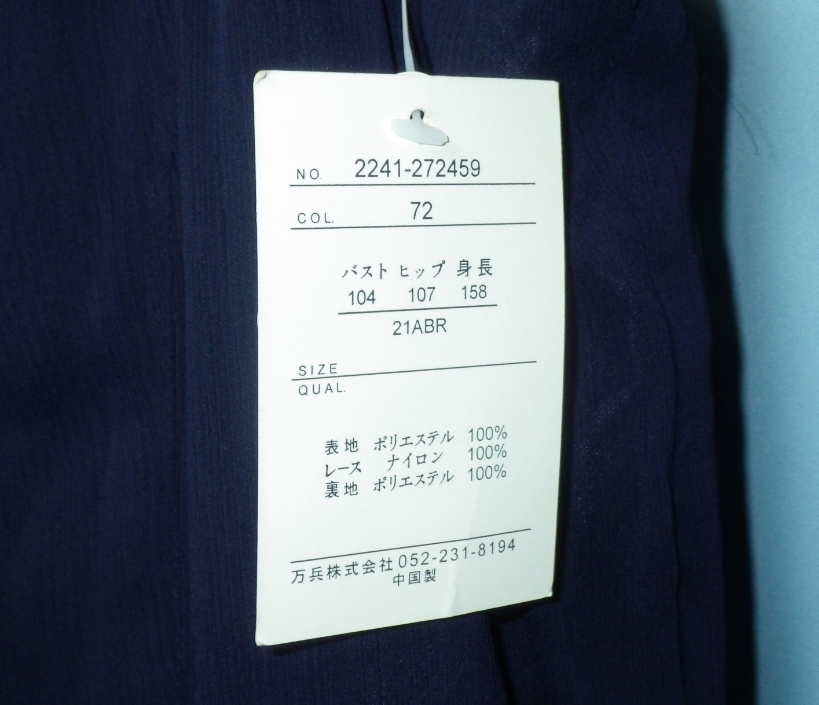 NO. 2241-272459
COL. 72
バスト ヒップ 身長
104 107 158
21ABR
SIZE
QUAL.
表地 ポリエステル 100%
レース ナイロン 100%
裏地 ポリエステル 100%
万兵株式会社 052-231-8194
中国製